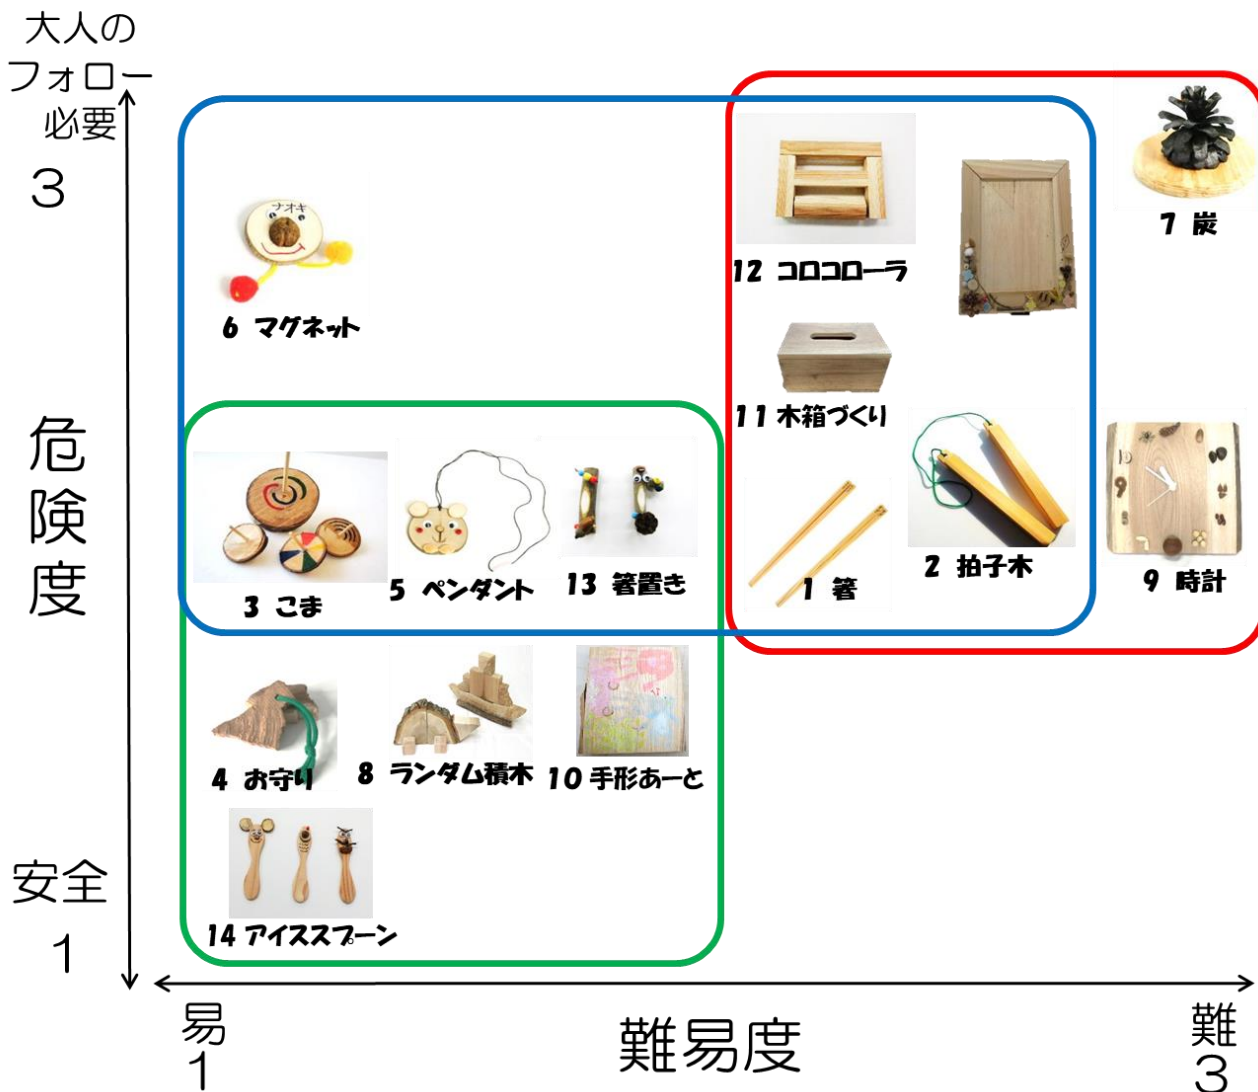 大人の
フォロー
必要
3
危険度
安全
1
ナオキ
6 マグネット
12 コロコローラ
7 炭
11 木箱づくり
3 こま
5 ペンダント
13 箸置き
1 箸
2 拍子木
9 時計
4 お守り
8 ランダム積木
10 手形あーと
14 アイススプーン
易
1
難易度
難
3